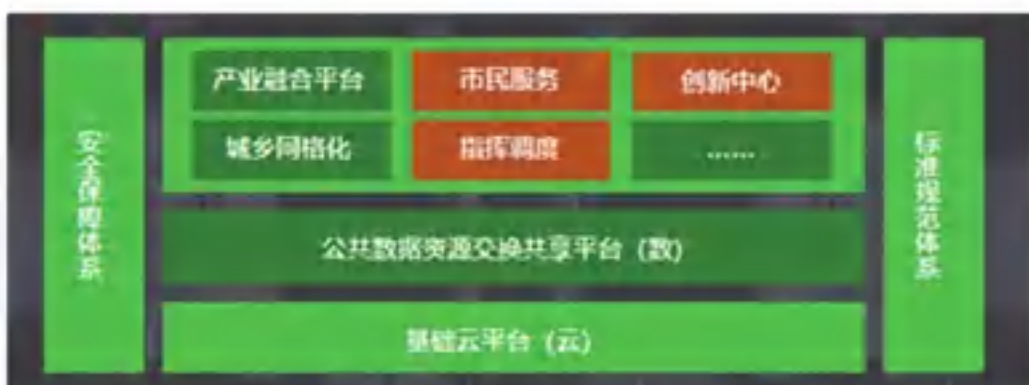 安全保障体系
产业融合平台
市民服务
创新中心
城乡网格化
指挥调度
……
公共数据资源交换共享平台（数）
基础云平台（云）
标准规范体系